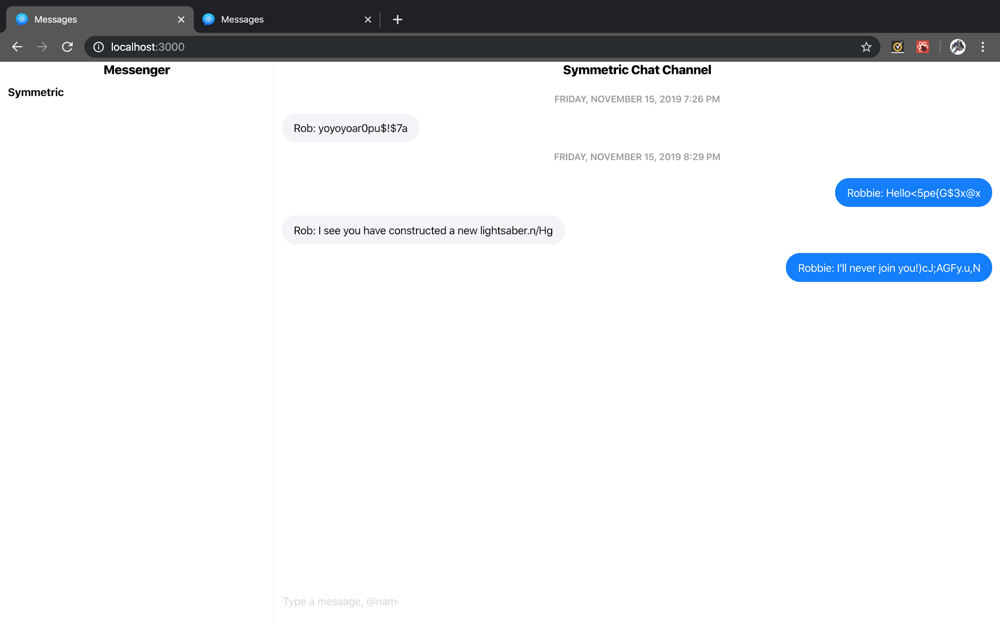 Messages
Messages
localhost:3000
Messenger
Symmetric
Symmetric Chat Channel
FRIDAY, NOVEMBER 15, 2019 7:26 PM
Rob: yoyoyoar0pu$!$7a
FRIDAY, NOVEMBER 15, 2019 8:29 PM
Robbie: Hello<5pe{G$3x@x
Rob: I see you have constructed a new lightsaber.n/Hg
Robbie: I'll never join you!)cJ;AGFy.u,N
Type a message, @nam